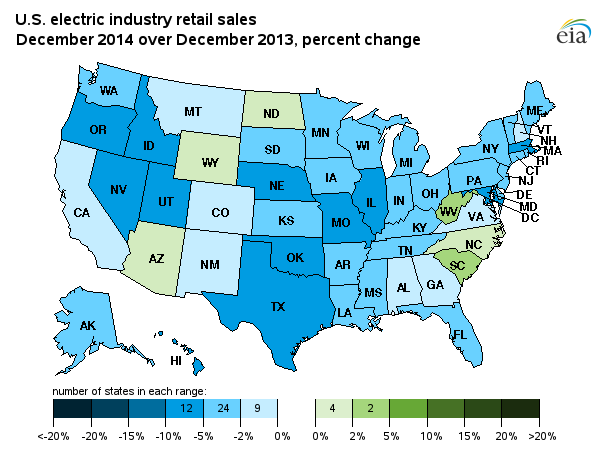 U.S. electric industry retail sales
December 2014 over December 2013, percent change
eia
WA
MT
ND
MN
ME
OR
ID
SD
WI
MI
NY
VT
NH
MA
RI
CT
NJ
WY
IA
PA
NV
UT
NE
IL
IN
OH
DE
MD
DC
CA
CO
KS
MO
KY
WV
VA
AZ
NM
OK
AR
TN
NC
SC
TX
LA
MS
AL
GA
FL
AK
HI
number of states in each range:
12 24 9 4 2
<-20% -20% -15% -10% -5% -2% 0% 0% 2% 5% 10% 15% 20% >20%